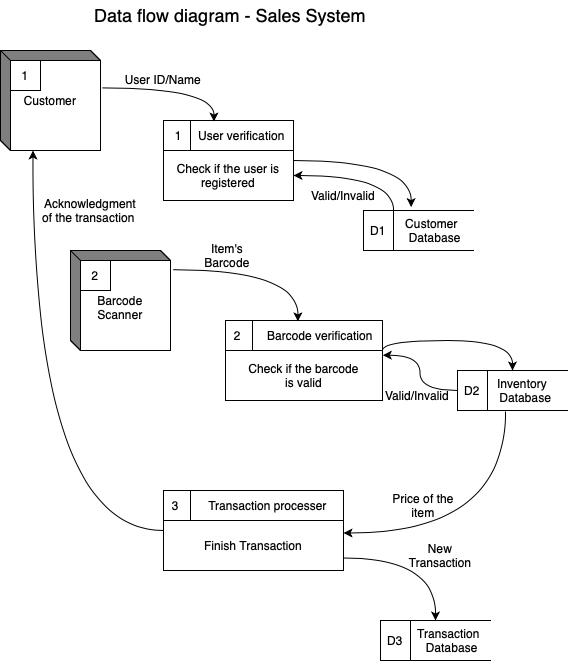 Data flow diagram - Sales System
1
Customer
User ID/Name
1
User verification
Check if the user is
registered
Valid/Invalid
D1
Customer
Database
Acknowledgment
of the transaction
2
Barcode
Scanner
Item's
Barcode
2
Barcode verification
Check if the barcode
is valid
Valid/Invalid
D2
Inventory
Database
Price of the
item
3
Transaction processer
Finish Transaction
New
Transaction
D3
Transaction
Database